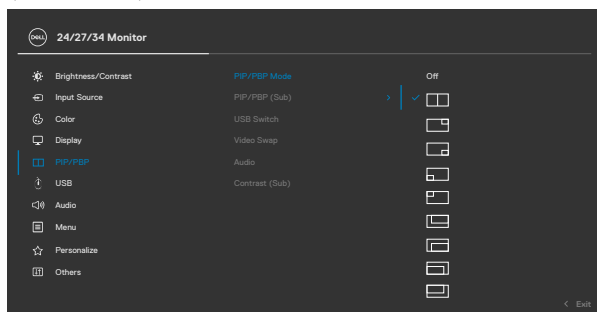 DELL 24/27/34 Monitor
Brightness/Contrast PIP/PBP Mode Off
Input Source PIP/PBP (Sub)
Color USB Switch
Display Video Swap
PIP/PBP Audio
USB Contrast (Sub)
Audio
Menu
Personalize
Others
Exit